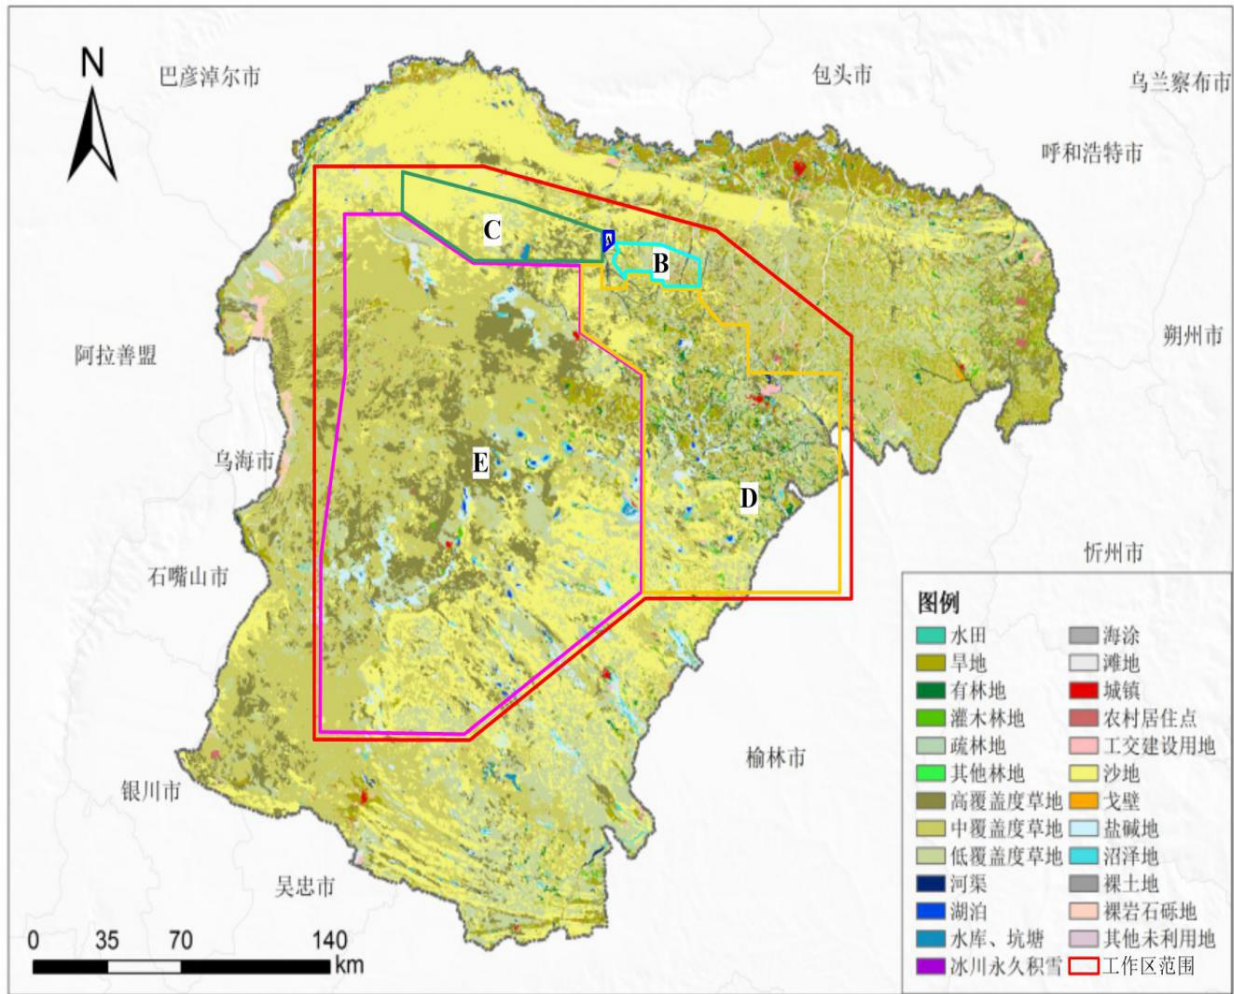 N
巴彦淖尔市
包头市
乌兰察布市
呼和浩特市
C
A
B
朔州市
阿拉善盟
乌海市
E
D
石嘴山市
忻州市
榆林市
银川市
吴忠市
0 35 70 140
km
图例
水田 海涂
旱地 滩地
有林地 城镇
灌木林地 农村居住点
疏林地 工交建设用地
其他林地 沙地
高覆盖度草地 戈壁
中覆盖度草地 盐碱地
低覆盖度草地 沼泽地
河渠 裸土地
湖泊 裸岩石砾地
水库、坑塘 其他未利用地
冰川永久积雪 工作区范围